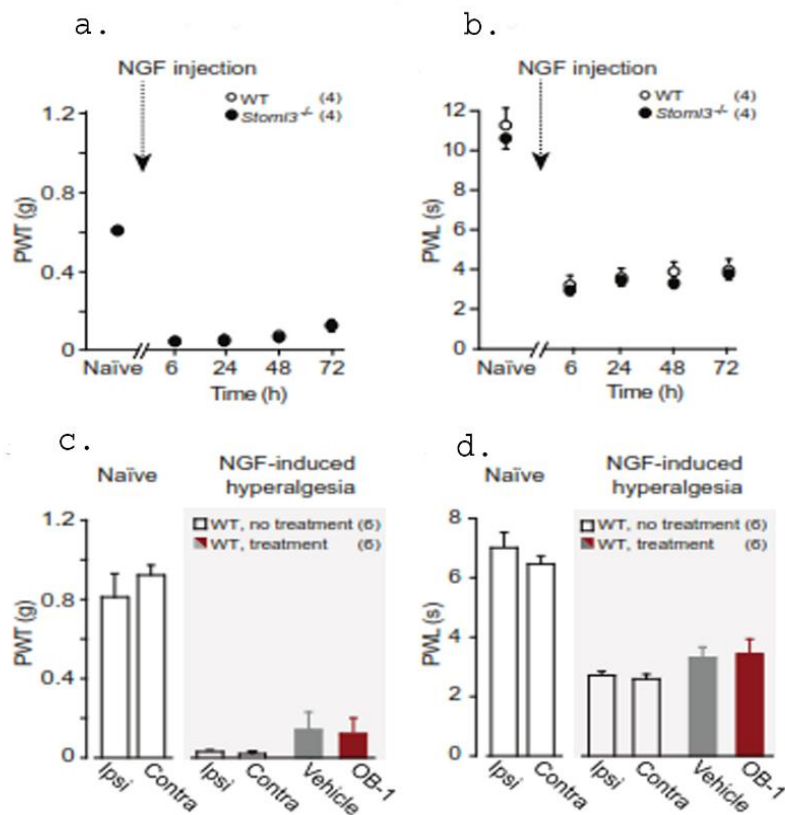 a.
NGF injection
WT (4)
Stoml3-/- (4)
1.2
0.8
0.4
0
PWT (g)
Naïve 6 24 48 72
Time (h)
b.
NGF injection
WT (4)
Stoml3-/- (4)
12
10
8
6
4
2
0
PWL (s)
Naïve 6 24 48 72
Time (h)
c.
Naïve
NGF-induced
hyperalgesia
WT, no treatment (6)
WT, treatment (6)
1.2
0.8
0.4
0
PWT (g)
Ipsi Contra Ipsi Contra Vehicle OB-1
d.
Naïve
NGF-induced
hyperalgesia
WT, no treatment (6)
WT, treatment (6)
8
6
4
2
0
PWL (s)
Ipsi Contra Ipsi Contra Vehicle OB-1